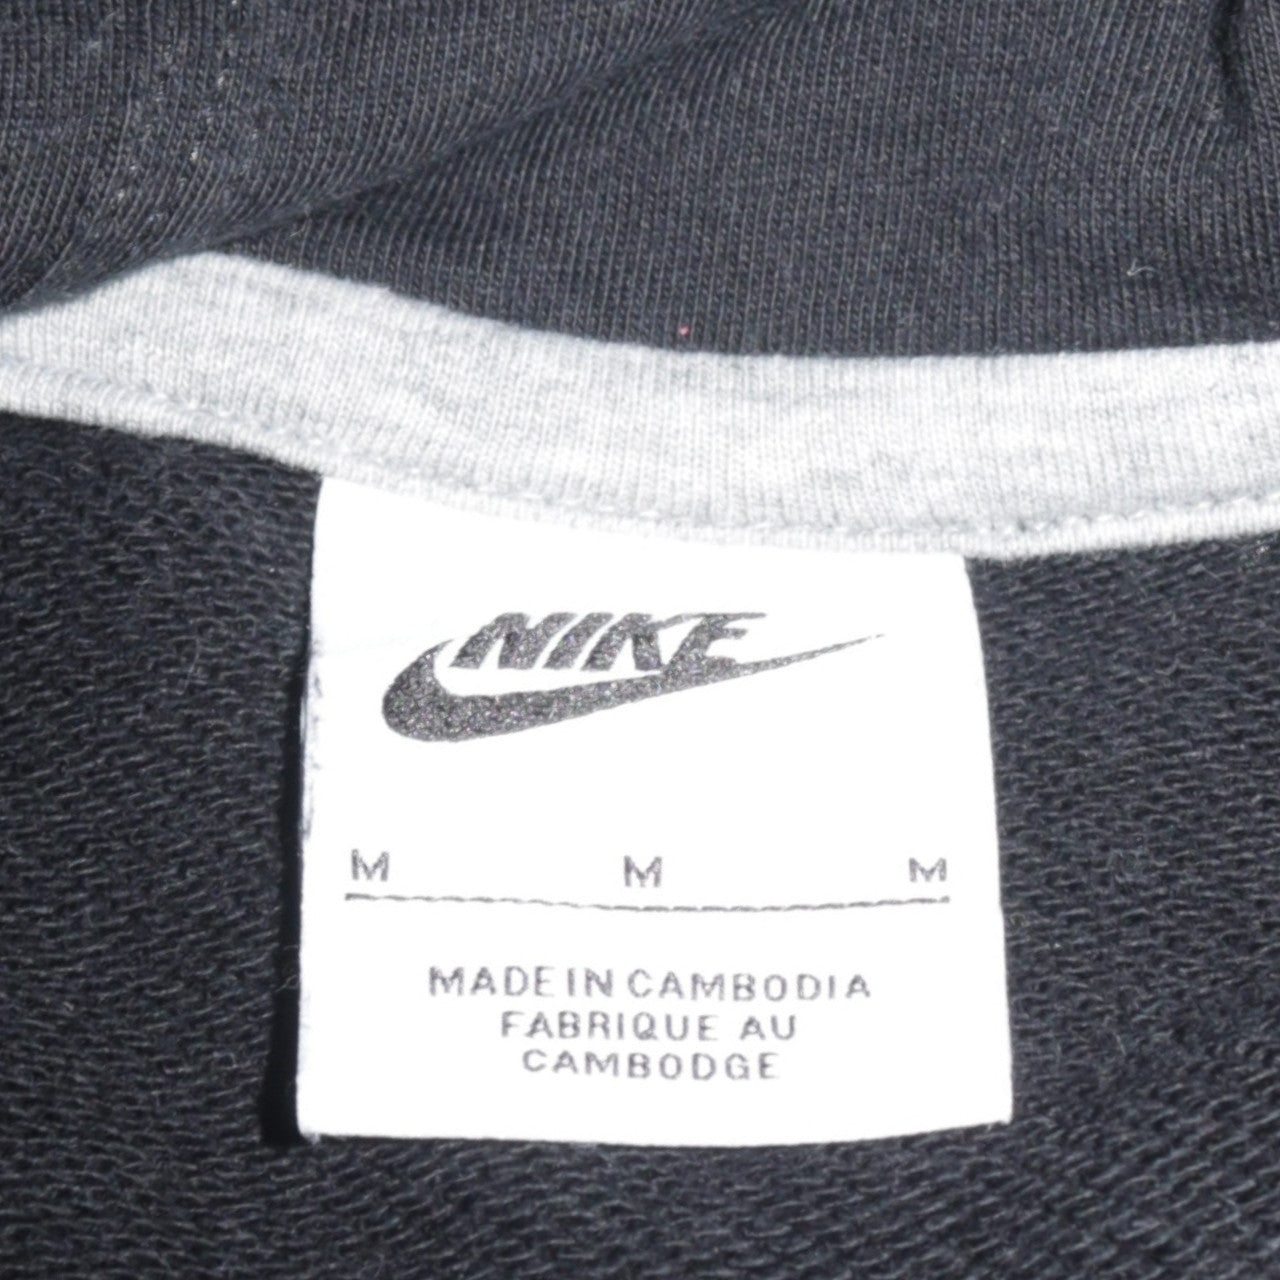 NIKE
M M M
MADE IN CAMBODIA
FABRIQUE AU
CAMBODGE